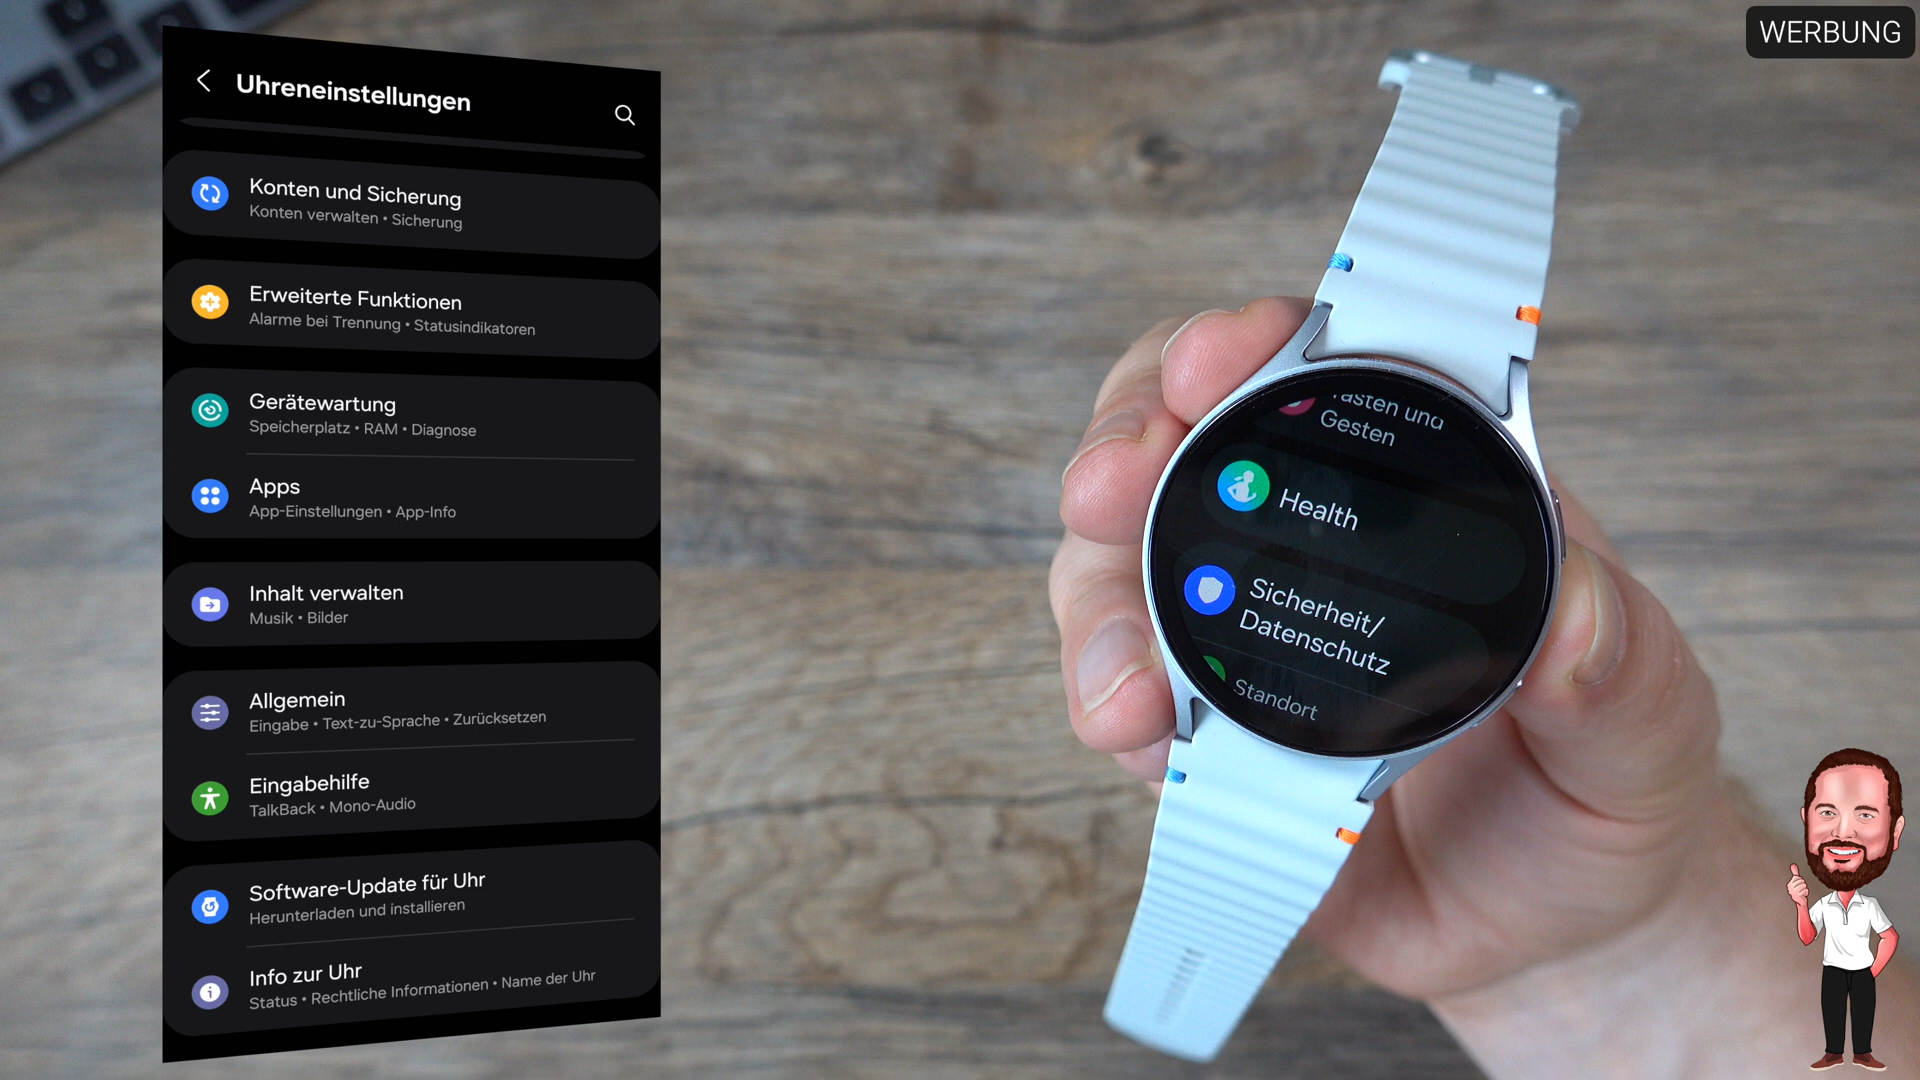 WERBUNG
Uhreneinstellungen
Konten und Sicherung
Konten verwalten • Sicherung
Erweiterte Funktionen
Alarme bei Trennung • Statusindikatoren
Gerätewartung
Speicherplatz • RAM • Diagnose
Apps
App-Einstellungen • App-Info
Inhalt verwalten
Musik • Bilder
Allgemein
Eingabe • Text-zu-Sprache • Zurücksetzen
Eingabehilfe
TalkBack • Mono-Audio
Software-Update für Uhr
Herunterladen und installieren
Info zur Uhr
Status • Rechtliche Informationen • Name der Uhr
Tasten und
Gesten
Health
Sicherheit/
Datenschutz
Standort